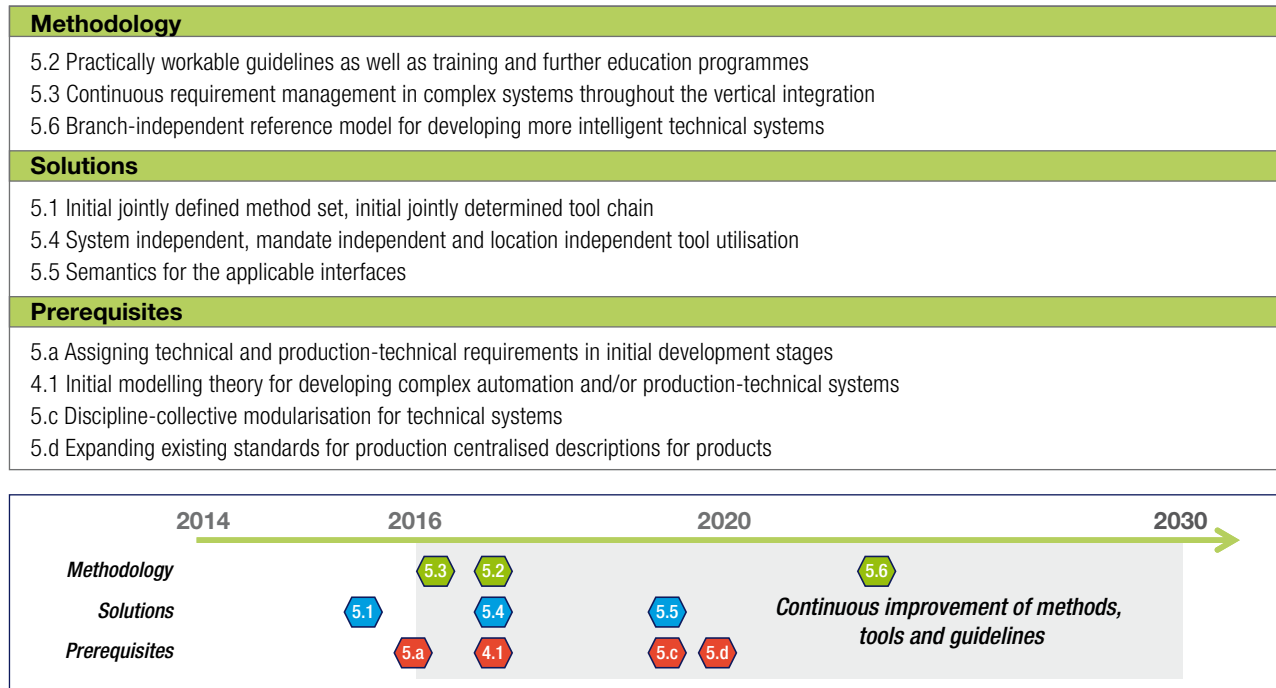 Methodology
5.2 Practically workable guidelines as well as training and further education programmes
5.3 Continuous requirement management in complex systems throughout the vertical integration
5.6 Branch-independent reference model for developing more intelligent technical systems
Solutions
5.1 Initial jointly defined method set, initial jointly determined tool chain
5.4 System independent, mandate independent and location independent tool utilisation
5.5 Semantics for the applicable interfaces
Prerequisites
5.a Assigning technical and production-technical requirements in initial development stages
4.1 Initial modelling theory for developing complex automation and/or production-technical systems
5.c Discipline-collective modularisation for technical systems
5.d Expanding existing standards for production centralised descriptions for products
2014 2016 2020 2030
Methodology 5.3 5.2 5.6
Solutions 5.1 5.4 5.5 Continuous improvement of methods,
tools and guidelines
Prerequisites 5.a 4.1 5.c 5.d